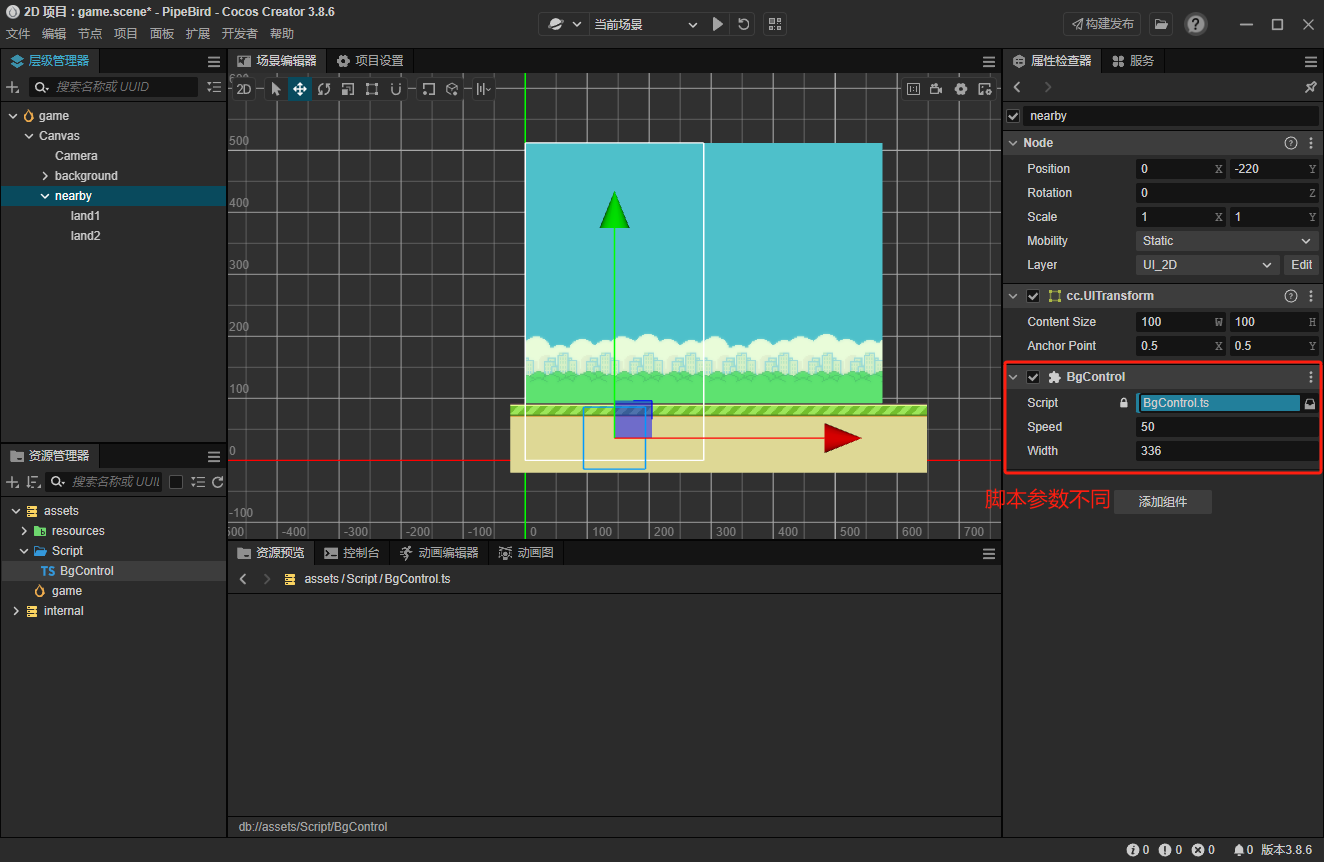 2D 项目 : game.scene* - PipeBird - Cocos Creator 3.8.6
文件 编辑 节点 项目 面板 扩展 开发者 帮助
当前场景
构建发布
层级管理器
搜索名称或 UUID
game
Canvas
Camera
background
nearby
land1
land2
资源管理器
搜索名称或 UUI
assets
resources
Script
TS BgControl
game
internal
场景编辑器 项目设置
2D
600
500
400
300
200
100
0
-100
500 -400 -300 -200 -100 0 100 200 300 400 500 600 700
资源预览 控制台 动画编辑器 动画图
assets / Script / BgControl.ts
db://assets/Script/BgControl
属性检查器 服务
nearby
Node
Position 0 X -220 Y
Rotation 0 Z
Scale 1 X 1 Y
Mobility Static
Layer UI_2D Edit
cc.UITransform
Content Size 100 W 100 H
Anchor Point 0.5 X 0.5 Y
BgControl
Script BgControl.ts
Speed 50
Width 336
脚本参数不同
添加组件
0 0 0 0 版本3.8.6